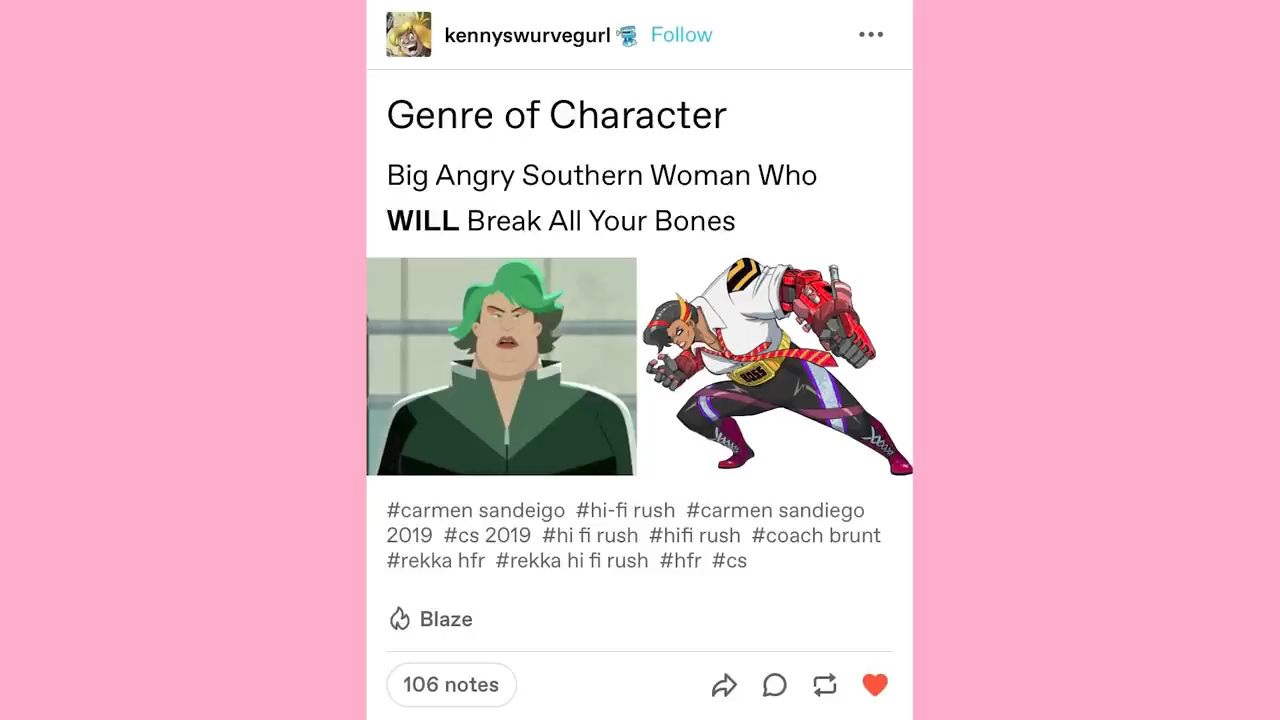 kennyswurvegurl Follow
Genre of Character
Big Angry Southern Woman Who
WILL Break All Your Bones
BOSS
#carmen sandeigo #hi-fi rush #carmen sandiego
2019 #cs 2019 #hi fi rush #hifi rush #coach brunt
#rekka hfr #rekka hi fi rush #hfr #cs
Blaze
106 notes